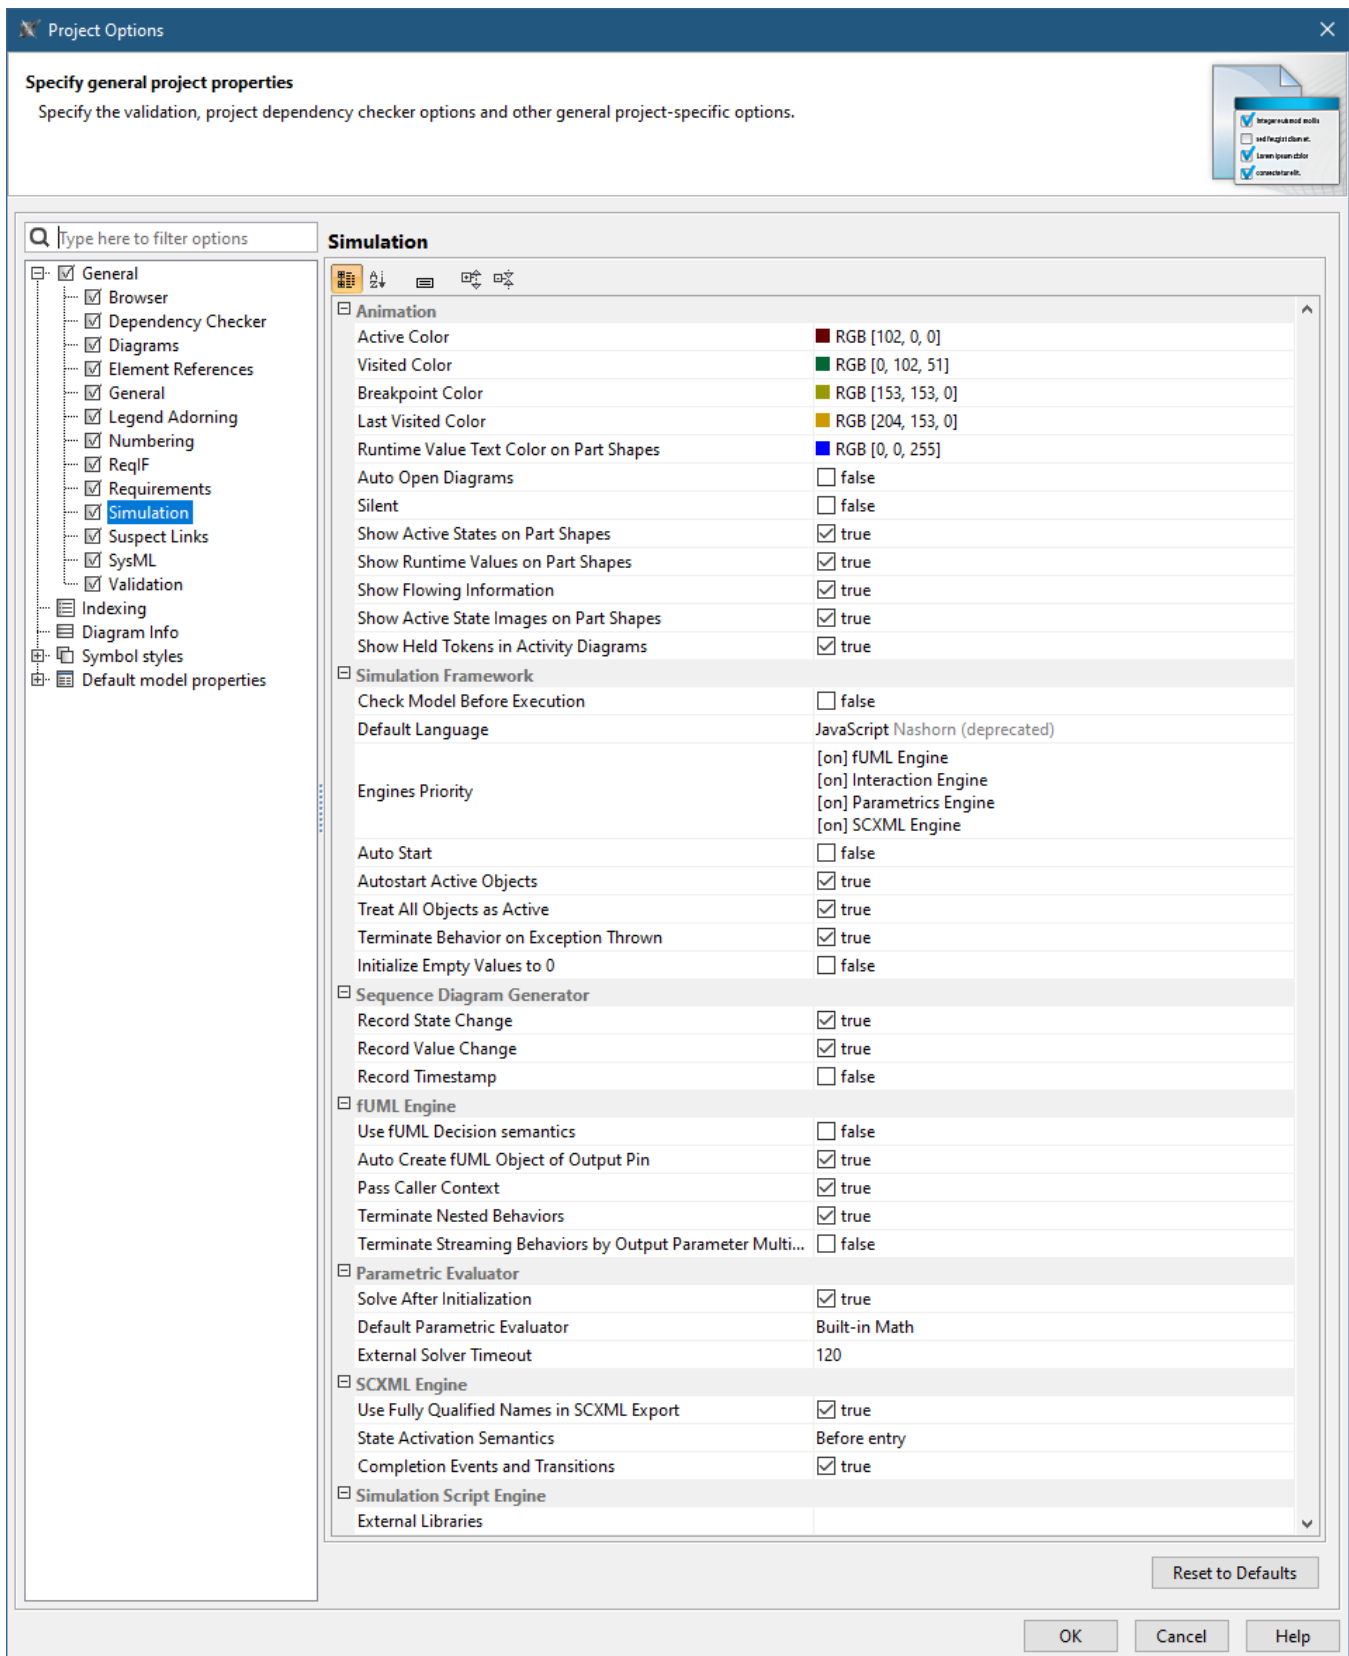 Project Options
Specify general project properties
Specify the validation, project dependency checker options and other general project-specific options.
sed feugiat diam et.
Lorem ipsum dolor
consectetur elit.
Type here to filter options
General
Browser
Dependency Checker
Diagrams
Element References
General
Legend Adorning
Numbering
ReqIF
Requirements
Simulation
Suspect Links
SysML
Validation
Indexing
Diagram Info
Symbol styles
Default model properties
Simulation
Animation
Active Color RGB [102, 0, 0]
Visited Color RGB [0, 102, 51]
Breakpoint Color RGB [153, 153, 0]
Last Visited Color RGB [204, 153, 0]
Runtime Value Text Color on Part Shapes RGB [0, 0, 255]
Auto Open Diagrams false
Silent false
Show Active States on Part Shapes true
Show Runtime Values on Part Shapes true
Show Flowing Information true
Show Active State Images on Part Shapes true
Show Held Tokens in Activity Diagrams true
Simulation Framework
Check Model Before Execution false
Default Language JavaScript Nashorn (deprecated)
Engines Priority
[on] fUML Engine
[on] Interaction Engine
[on] Parametrics Engine
[on] SCXML Engine
Auto Start false
Autostart Active Objects true
Treat All Objects as Active true
Terminate Behavior on Exception Thrown true
Initialize Empty Values to 0 false
Sequence Diagram Generator
Record State Change true
Record Value Change true
Record Timestamp false
fUML Engine
Use fUML Decision semantics false
Auto Create fUML Object of Output Pin true
Pass Caller Context true
Terminate Nested Behaviors true
Terminate Streaming Behaviors by Output Parameter Multi... false
Parametric Evaluator
Solve After Initialization true
Default Parametric Evaluator Built-in Math
External Solver Timeout 120
SCXML Engine
Use Fully Qualified Names in SCXML Export true
State Activation Semantics Before entry
Completion Events and Transitions true
Simulation Script Engine
External Libraries
Reset to Defaults
OK Cancel Help